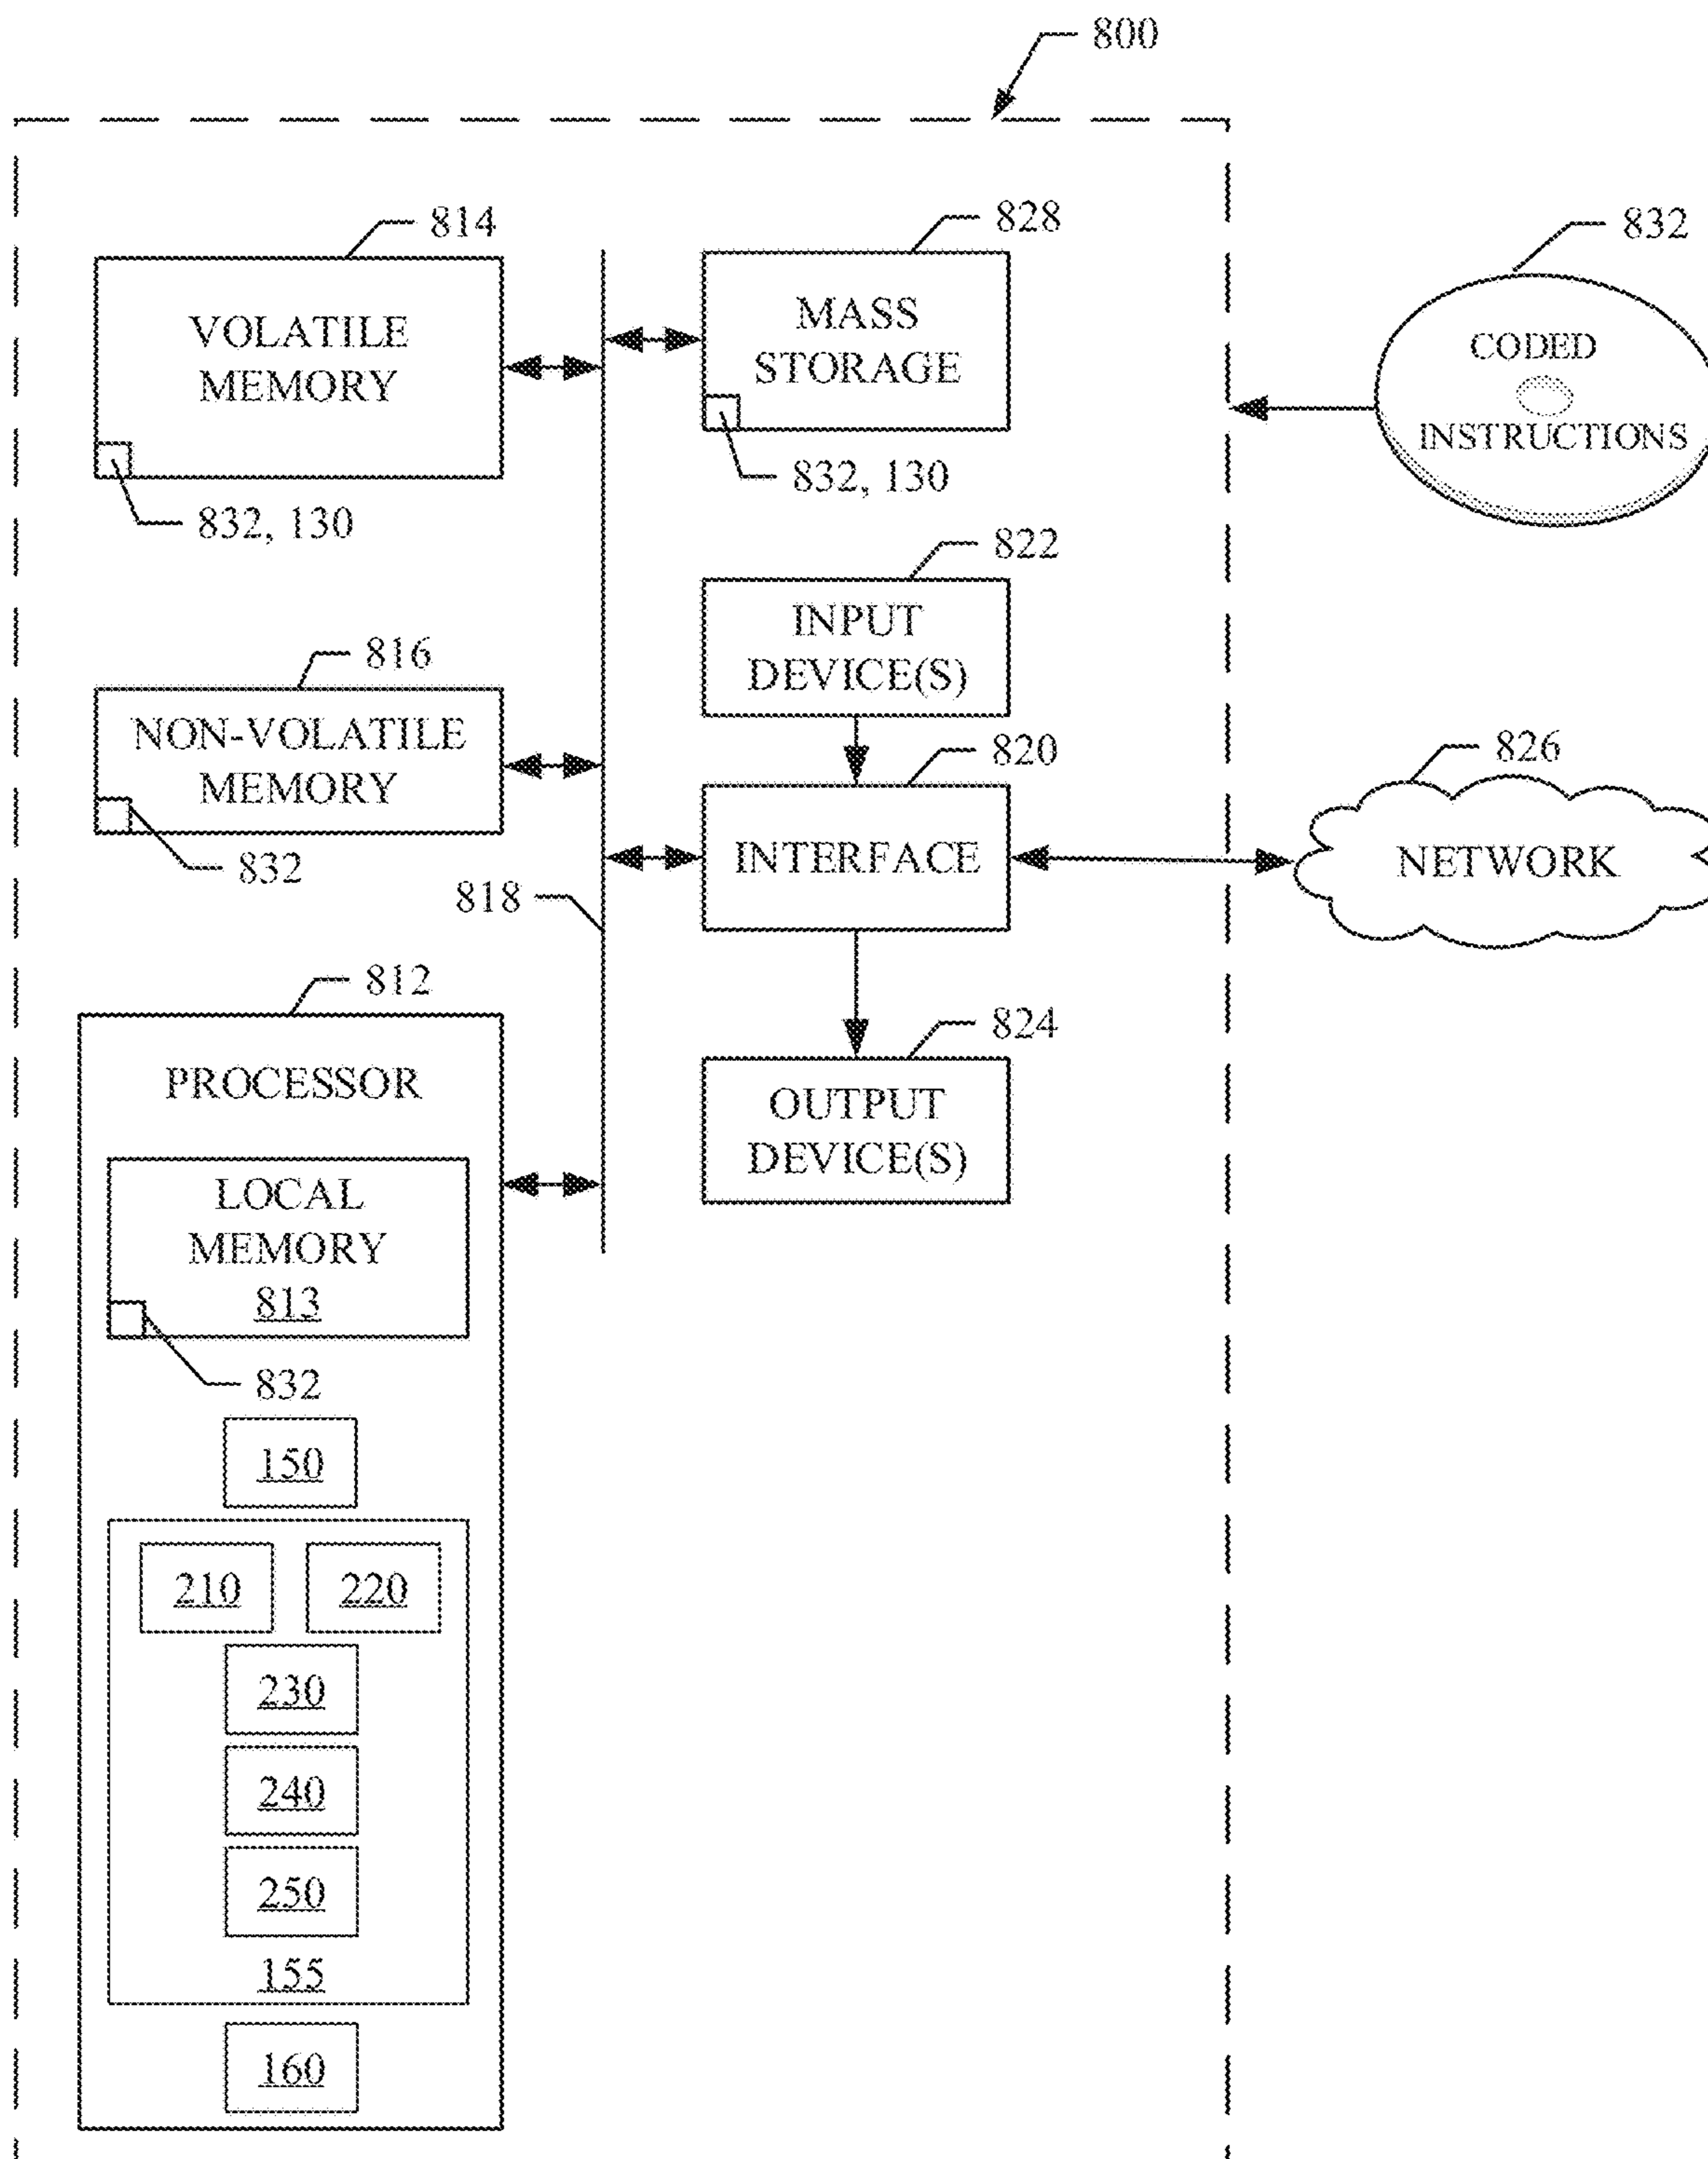 800
814
VOLATILE
MEMORY
832, 130
828
MASS
STORAGE
832, 130
832
CODED
INSTRUCTIONS
822
INPUT
DEVICE(S)
816
NON-VOLATILE
MEMORY
832
820
INTERFACE
826
NETWORK
818
812
PROCESSOR
824
OUTPUT
DEVICE(S)
LOCAL
MEMORY
813
832
150
210
220
230
240
250
155
160